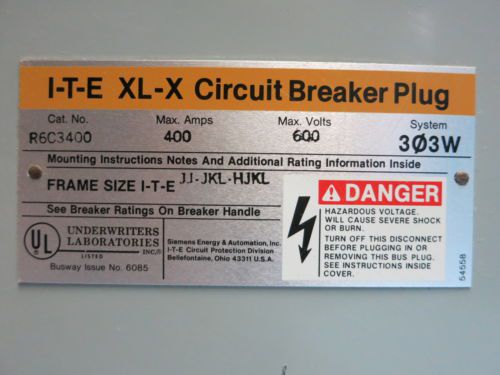 I-T-E XL-X Circuit Breaker Plug
Cat. No. Max. Amps Max. Volts System
R6C3400 400 600 3Ø3W
Mounting Instructions Notes And Additional Rating Information Inside
FRAME SIZE I-T-E JJ-JKL-HJKL
See Breaker Ratings On Breaker Handle
UL
UNDERWRITERS
LABORATORIES
INC.®
LISTED
Busway Issue No. 6085
Siemens Energy & Automation, Inc.
I-T-E Circuit Protection Division
Bellefontaine, Ohio 43311 U.S.A.
DANGER
HAZARDOUS VOLTAGE.
WILL CAUSE SEVERE SHOCK
OR BURN.
TURN OFF THIS DISCONNECT
BEFORE PLUGGING IN OR
REMOVING THIS BUS PLUG.
SEE INSTRUCTIONS INSIDE
COVER.
54558